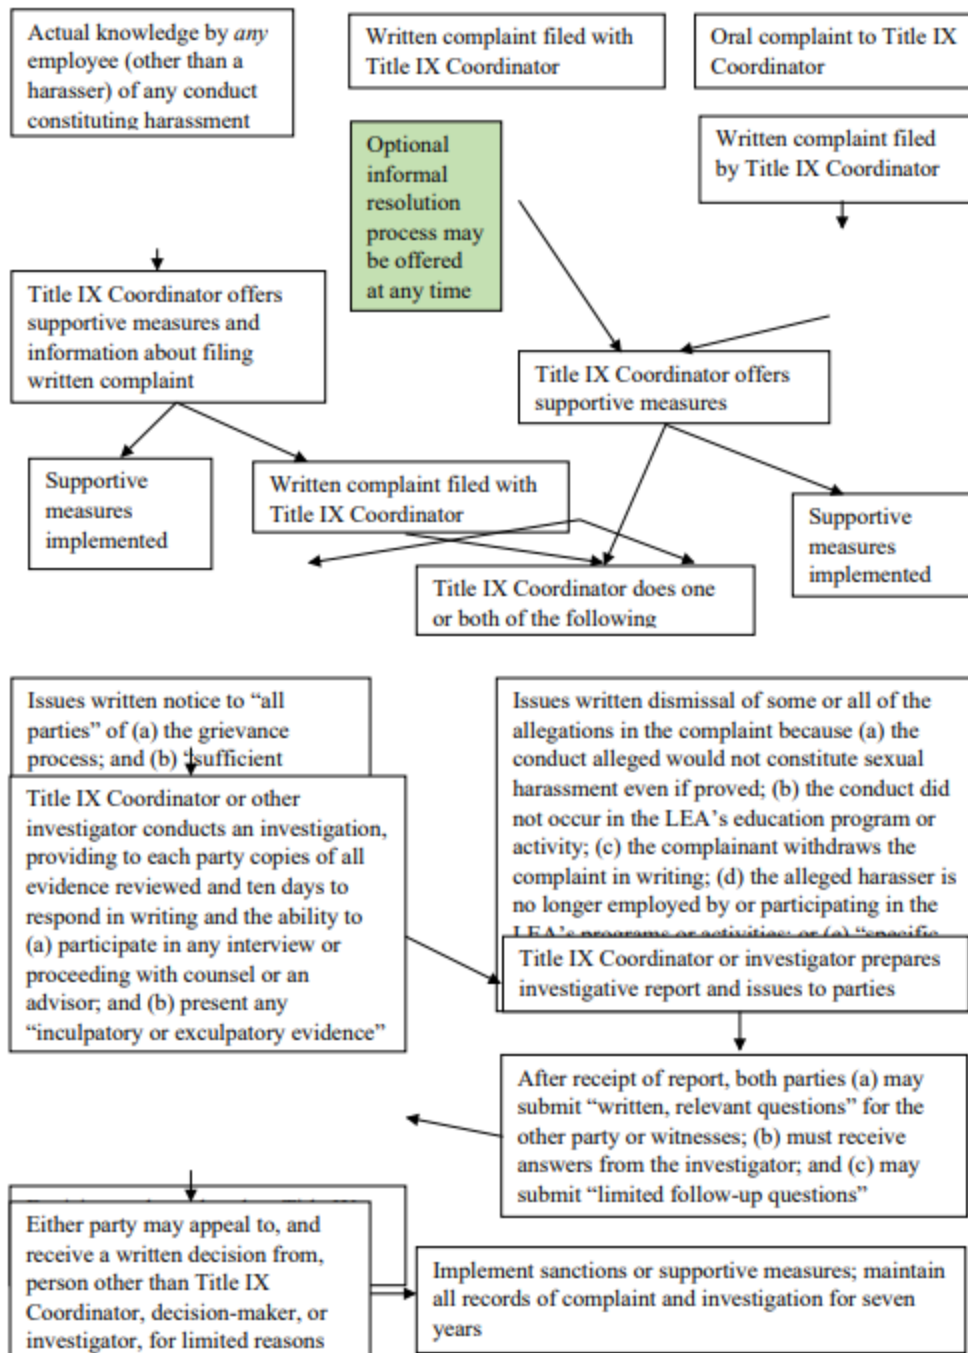 Actual knowledge by any
employee (other than a
harasser) of any conduct
constituting harassment
Written complaint filed with
Title IX Coordinator
Oral complaint to Title IX
Coordinator
Written complaint filed
by Title IX Coordinator
Optional
informal
resolution
process may
be offered
at any time
Title IX Coordinator offers
supportive measures and
information about filing
written complaint
Title IX Coordinator offers
supportive measures
Supportive
measures
implemented
Written complaint filed with
Title IX Coordinator
Supportive
measures
implemented
Title IX Coordinator does one
or both of the following
Issues written notice to “all
parties” of (a) the grievance
process; and (b) “sufficient
Issues written dismissal of some or all of the
allegations in the complaint because (a) the
conduct alleged would not constitute sexual
harassment even if proved; (b) the conduct did
not occur in the LEA’s education program or
activity; (c) the complainant withdraws the
complaint in writing; (d) the alleged harasser is
no longer employed by or participating in the
LEA’s programs or activities; or (e) “specific
Title IX Coordinator or other
investigator conducts an investigation,
providing to each party copies of all
evidence reviewed and ten days to
respond in writing and the ability to
(a) participate in any interview or
proceeding with counsel or an
advisor; and (b) present any
“inculpatory or exculpatory evidence”
Title IX Coordinator or investigator prepares
investigative report and issues to parties
After receipt of report, both parties (a) may
submit “written, relevant questions” for the
other party or witnesses; (b) must receive
answers from the investigator; and (c) may
submit “limited follow-up questions”
Either party may appeal to, and
receive a written decision from,
person other than Title IX
Coordinator, decision-maker, or
investigator, for limited reasons
Implement sanctions or supportive measures; maintain
all records of complaint and investigation for seven
years